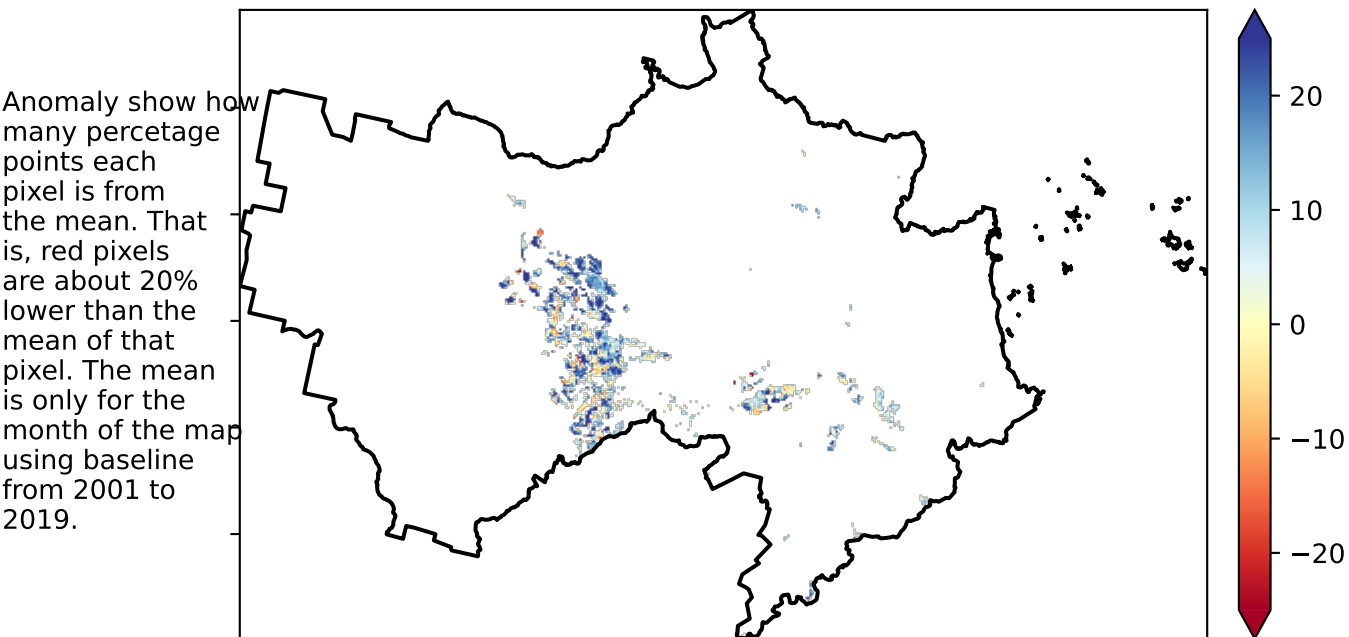 Anomaly show how
many percetage
points each
pixel is from
the mean. That
is, red pixels
are about 20%
lower than the
mean of that
pixel. The mean
is only for the
month of the map
using baseline
from 2001 to
2019.
20
10
0
−10
−20